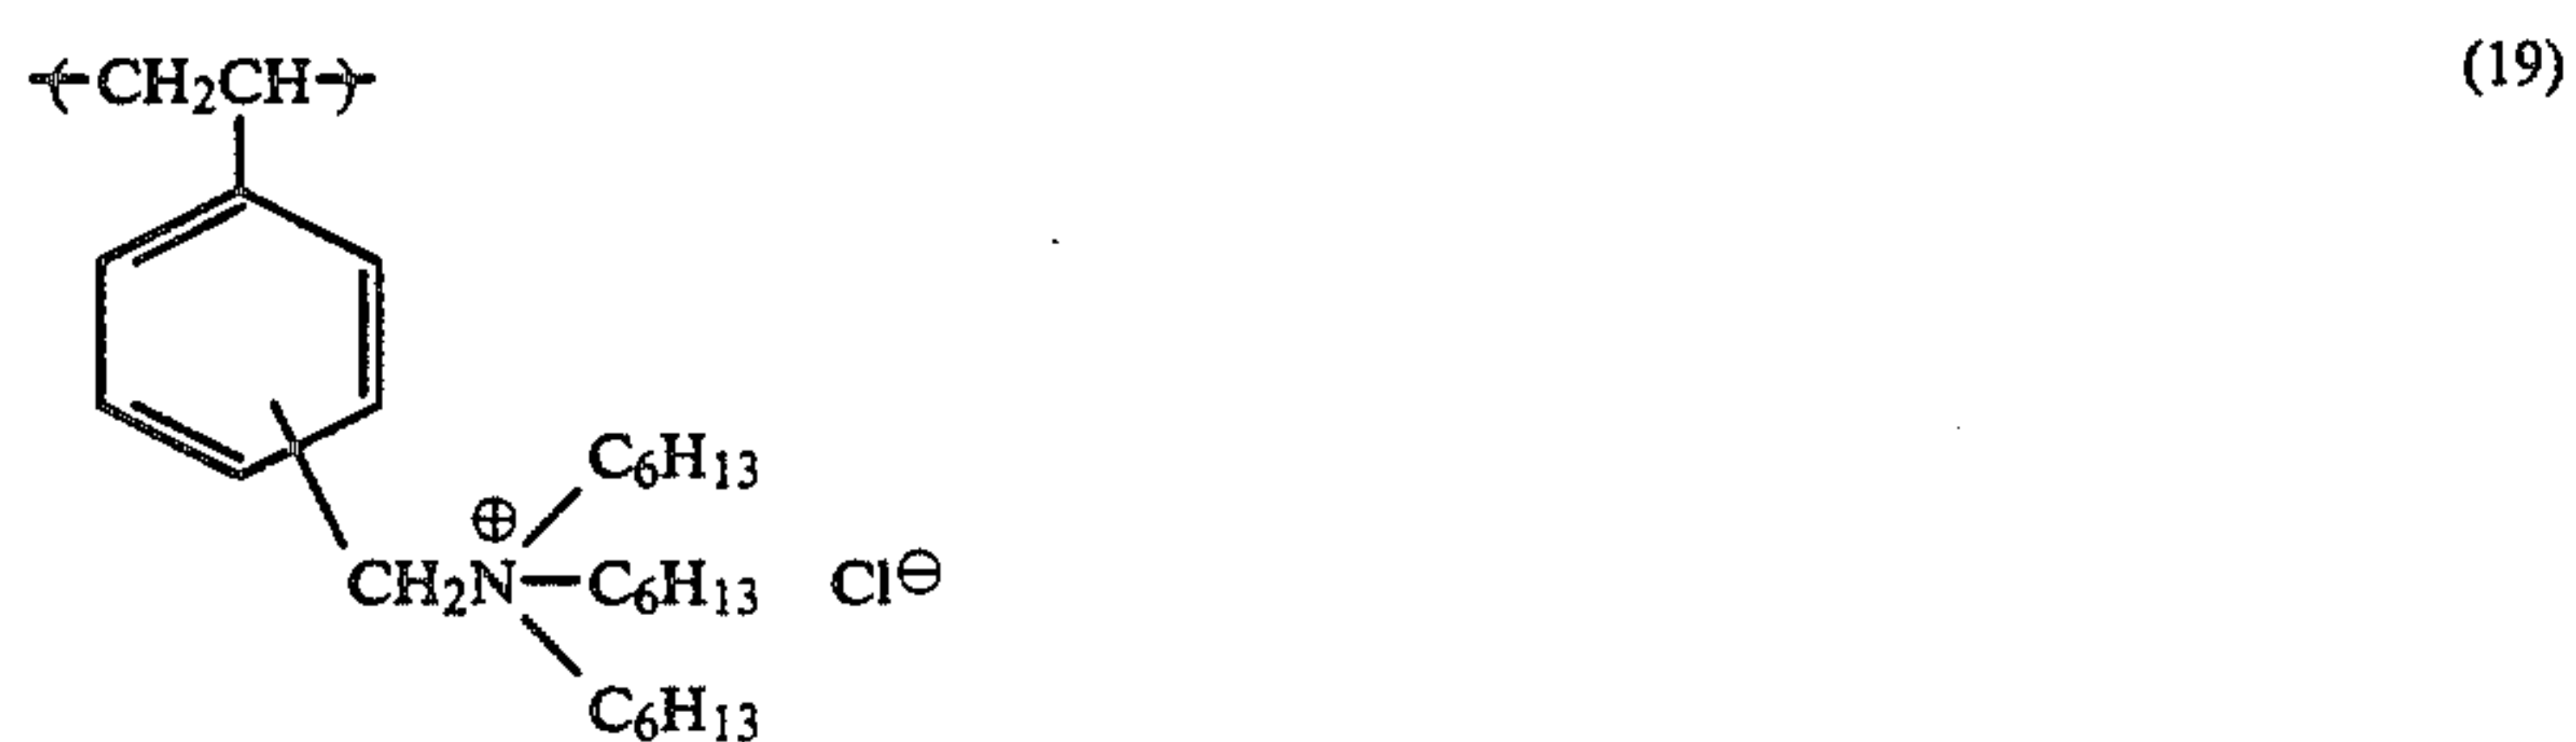 -(-CH₂CH-)- (19)
C₆H₁₃
⊕
CH₂N—C₆H₁₃ Cl⊖
C₆H₁₃